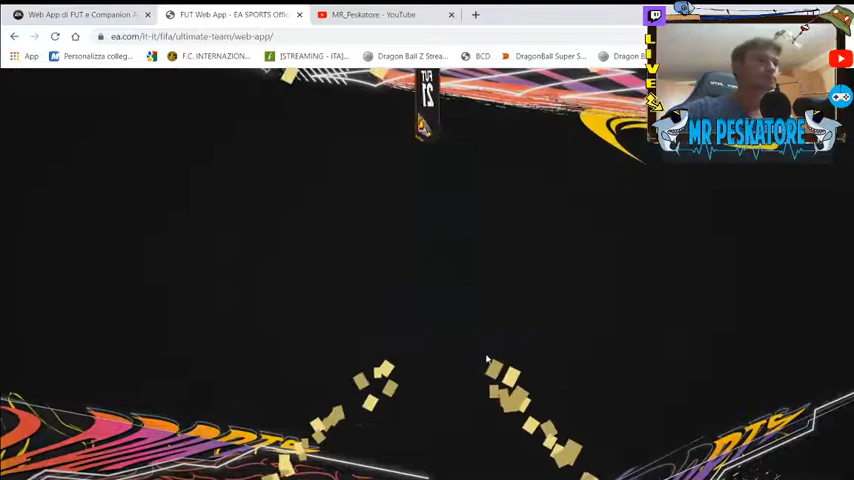 Web App di FUT e Companion A
FUT Web App - EA SPORTS Offic
MR_Peskatore - YouTube
ea.com/it-it/fifa/ultimate-team/web-app/
App
Personalizza colleg...
F.C. INTERNAZION...
[STREAMING - ITA]...
Dragon Ball Z Strea...
BCD
DragonBall Super S...
LIVE
MR PESKATORE
FUT 21